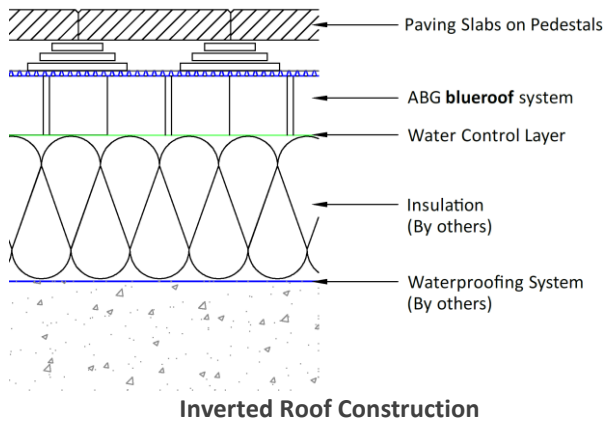 Paving Slabs on Pedestals
ABG blueroof system
Water Control Layer
Insulation
(By others)
Waterproofing System
(By others)
Inverted Roof Construction